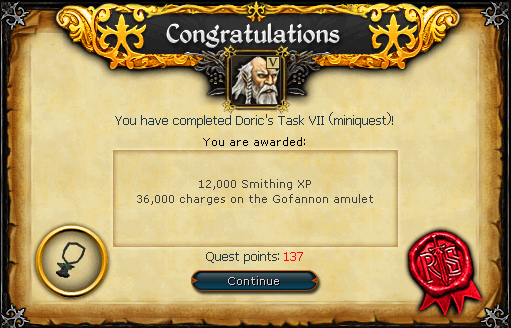 Congratulations
V
You have completed Doric's Task VII (miniquest)!
You are awarded:
12,000 Smithing XP
36,000 charges on the Gofannon amulet
Quest points: 137
Continue
RS